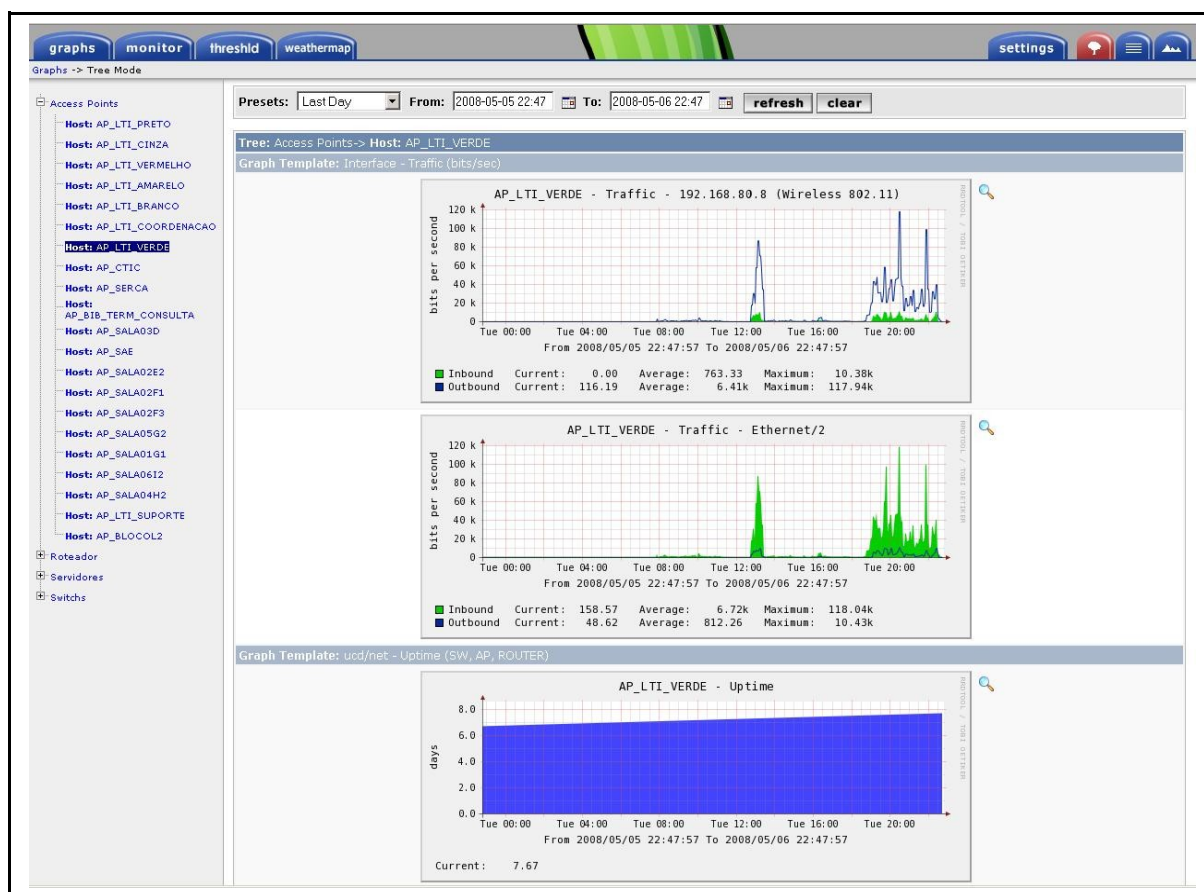 graphs monitor thold weathermap settings
Graphs -> Tree Mode
Access Points
Host: AP_LTI_PRETO
Host: AP_LTI_CINZA
Host: AP_LTI_VERMELHO
Host: AP_LTI_AMARELO
Host: AP_LTI_BRANCO
Host: AP_LTI_COORDENACAO
Host: AP_LTI_VERDE
Host: AP_CTIC
Host: AP_SERCA
Host:
AP_BIB_TERM_CONSULTA
Host: AP_SALA03D
Host: AP_SAE
Host: AP_SALA02E2
Host: AP_SALA02F1
Host: AP_SALA02F3
Host: AP_SALA05G2
Host: AP_SALA01G1
Host: AP_SALA06I2
Host: AP_SALA04H2
Host: AP_LTI_SUPORTE
Host: AP_BLOCOL2
Roteador
Servidores
Switchs
Presets: Last Day From: 2008-05-05 22:47 To: 2008-05-06 22:47 refresh clear
Tree: Access Points-> Host: AP_LTI_VERDE
Graph Template: Interface - Traffic (bits/sec)
AP_LTI_VERDE - Traffic - 192.168.80.8 (Wireless 802.11)
bits per second
120 k
100 k
80 k
60 k
40 k
20 k
0
Tue 00:00 Tue 04:00 Tue 08:00 Tue 12:00 Tue 16:00 Tue 20:00
From 2008/05/05 22:47:57 To 2008/05/06 22:47:57
Inbound Current: 0.00 Average: 763.33 Maximum: 10.38k
Outbound Current: 116.19 Average: 6.41k Maximum: 117.94k
RRDTOOL / TOBI OETIKER
AP_LTI_VERDE - Traffic - Ethernet/2
bits per second
120 k
100 k
80 k
60 k
40 k
20 k
0
Tue 00:00 Tue 04:00 Tue 08:00 Tue 12:00 Tue 16:00 Tue 20:00
From 2008/05/05 22:47:57 To 2008/05/06 22:47:57
Inbound Current: 158.57 Average: 6.72k Maximum: 118.04k
Outbound Current: 48.62 Average: 812.26 Maximum: 10.43k
RRDTOOL / TOBI OETIKER
Graph Template: ucd/net - Uptime (SW, AP, ROUTER)
AP_LTI_VERDE - Uptime
days
8.0
6.0
4.0
2.0
0.0
Tue 00:00 Tue 04:00 Tue 08:00 Tue 12:00 Tue 16:00 Tue 20:00
From 2008/05/05 22:47:57 To 2008/05/06 22:47:57
Current: 7.67
RRDTOOL / TOBI OETIKER